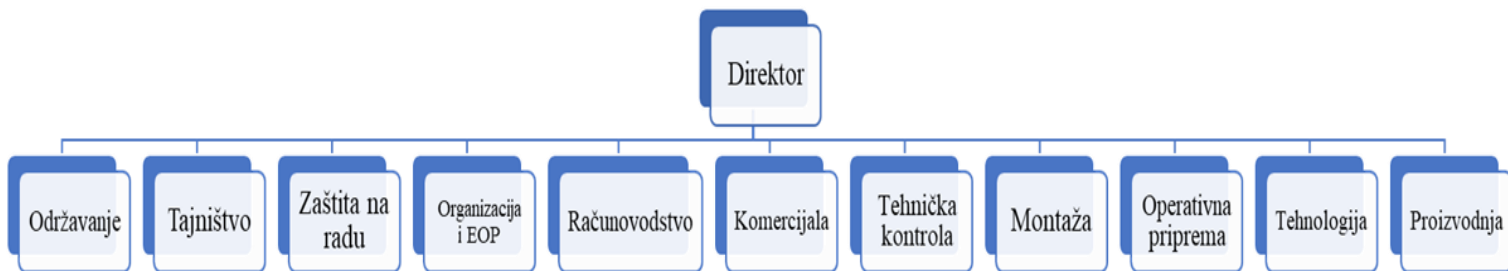 Direktor
Održavanje
Tajništvo
Zaštita na
radu
Organizacija
i EOP
Računovodstvo
Komercijala
Tehnička
kontrola
Montaža
Operativna
priprema
Tehnologija
Proizvodnja